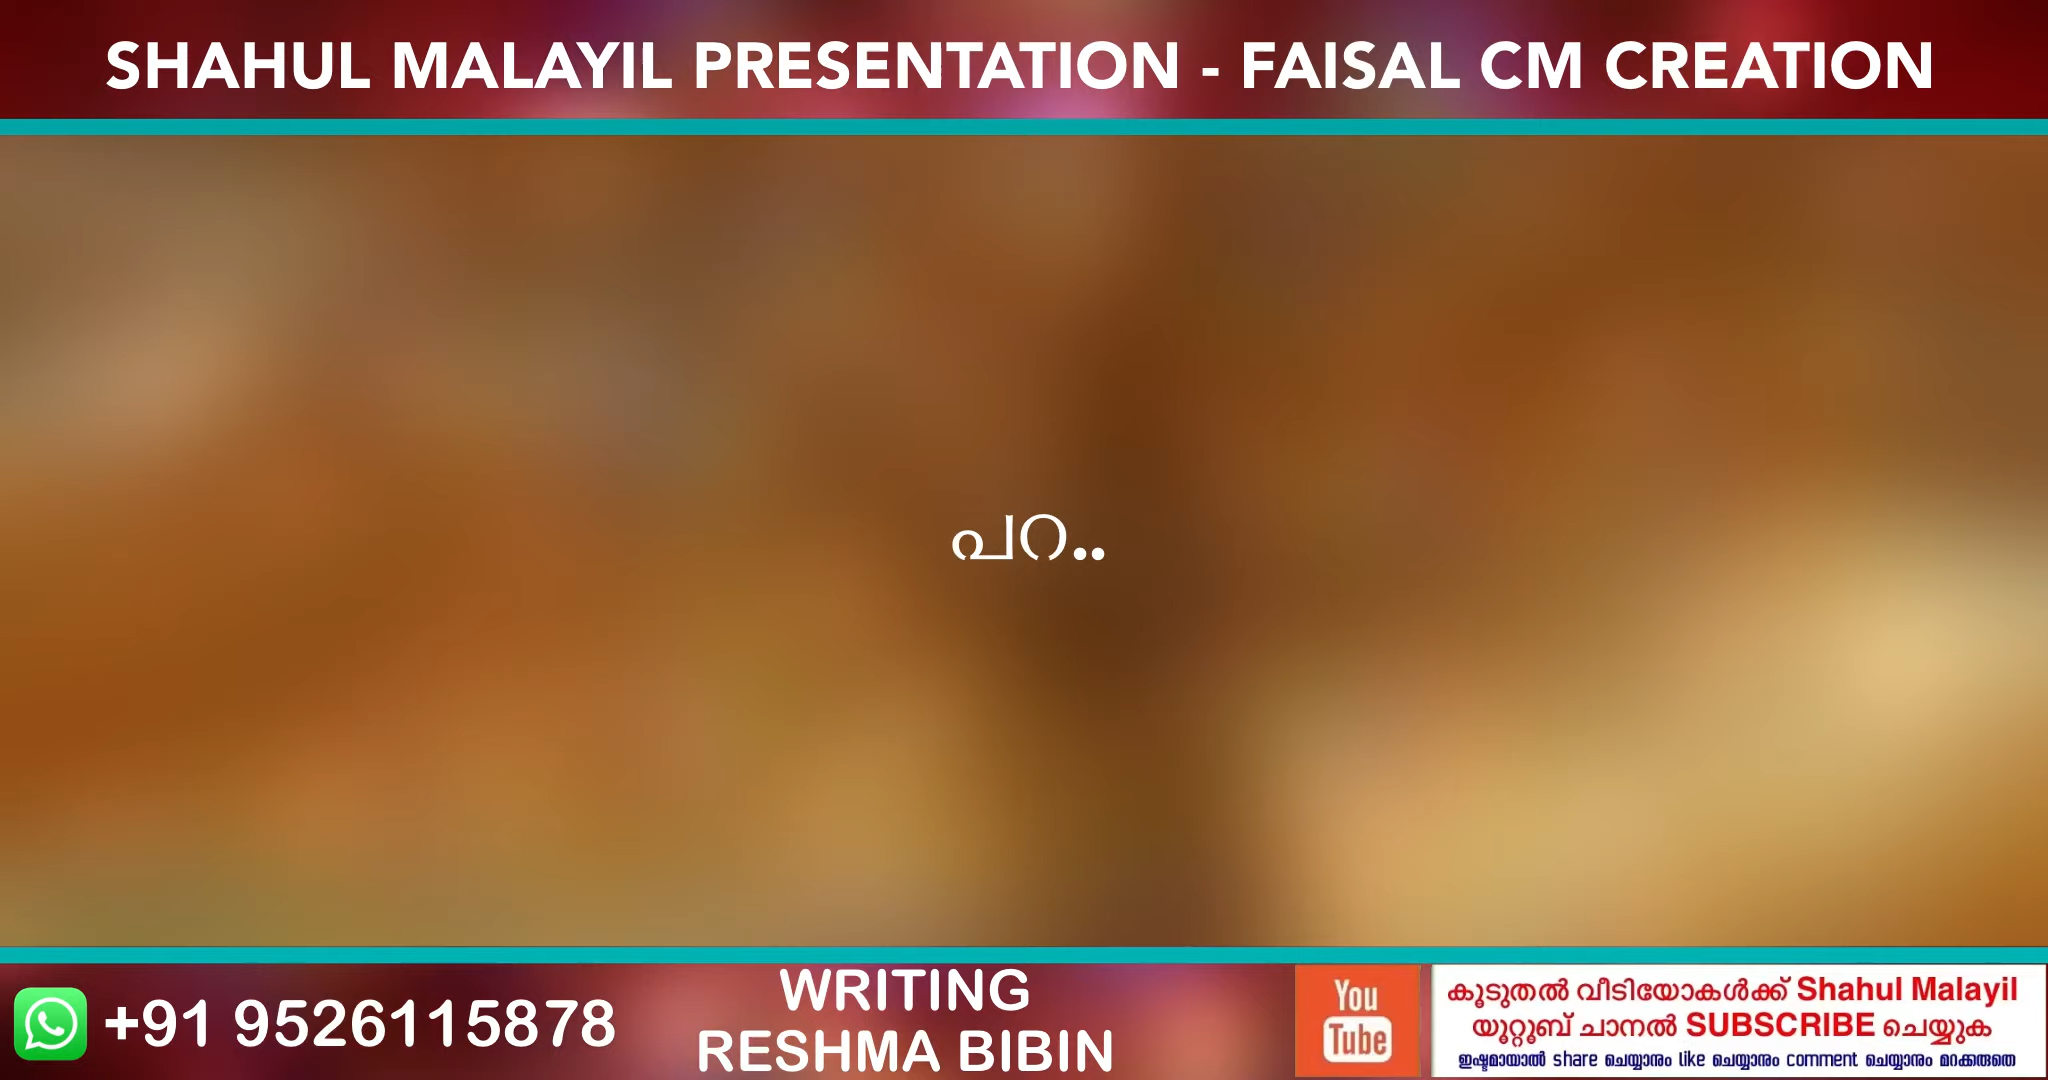 SHAHUL MALAYIL PRESENTATION - FAISAL CM CREATION
പറ..
+91 9526115878
WRITING
RESHMA BIBIN
You
Tube
കൂടുതൽ വീടിയോകൾക്ക് Shahul Malayil
യൂറ്റൂബ് ചാനൽ SUBSCRIBE ചെയ്യുക
ഇഷ്ടമായാൽ share ചെയ്യാനും like ചെയ്യാനും comment ചെയ്യാനും മറക്കരുതെ